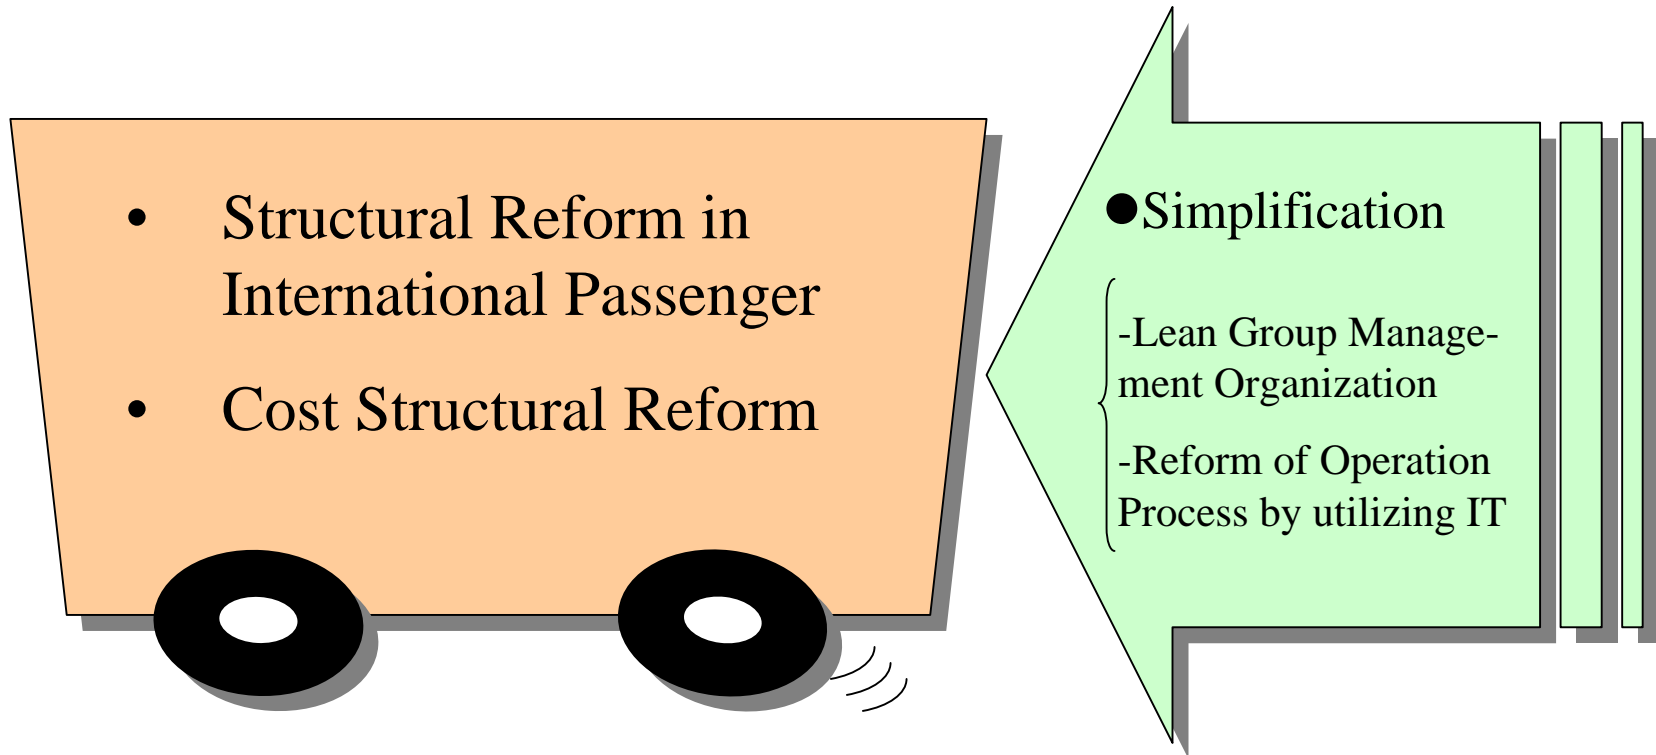 • Structural Reform in
International Passenger
• Cost Structural Reform
●Simplification
-Lean Group Manage-
ment Organization
-Reform of Operation
Process by utilizing IT